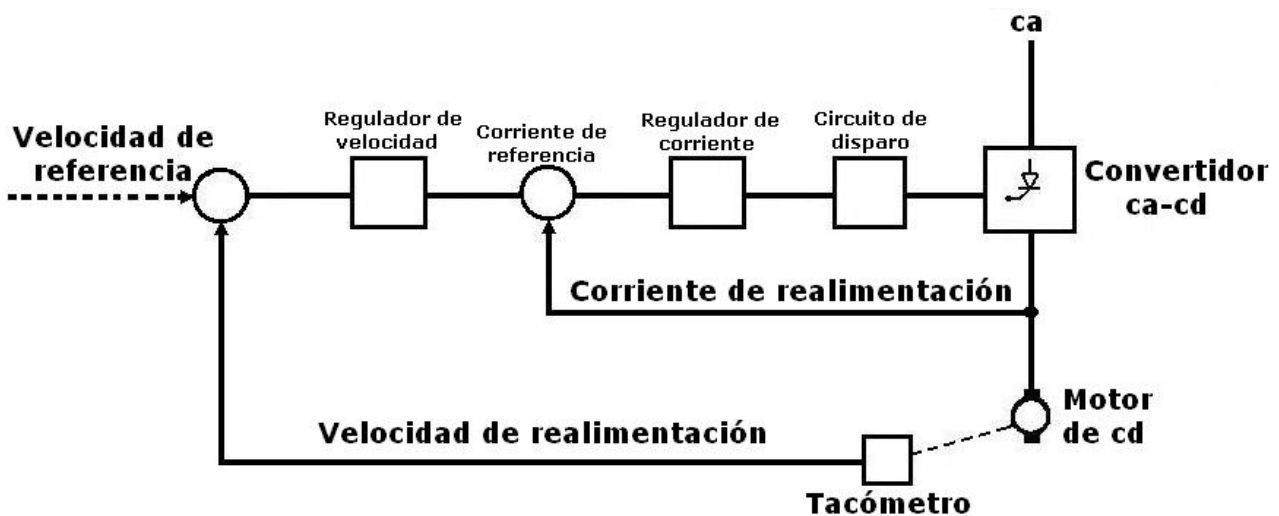 ca
Velocidad de
referencia
Regulador de
velocidad
Corriente de
referencia
Regulador de
corriente
Circuito de
disparo
Convertidor
ca-cd
Corriente de realimentación
Velocidad de realimentación
Motor
de cd
Tacómetro